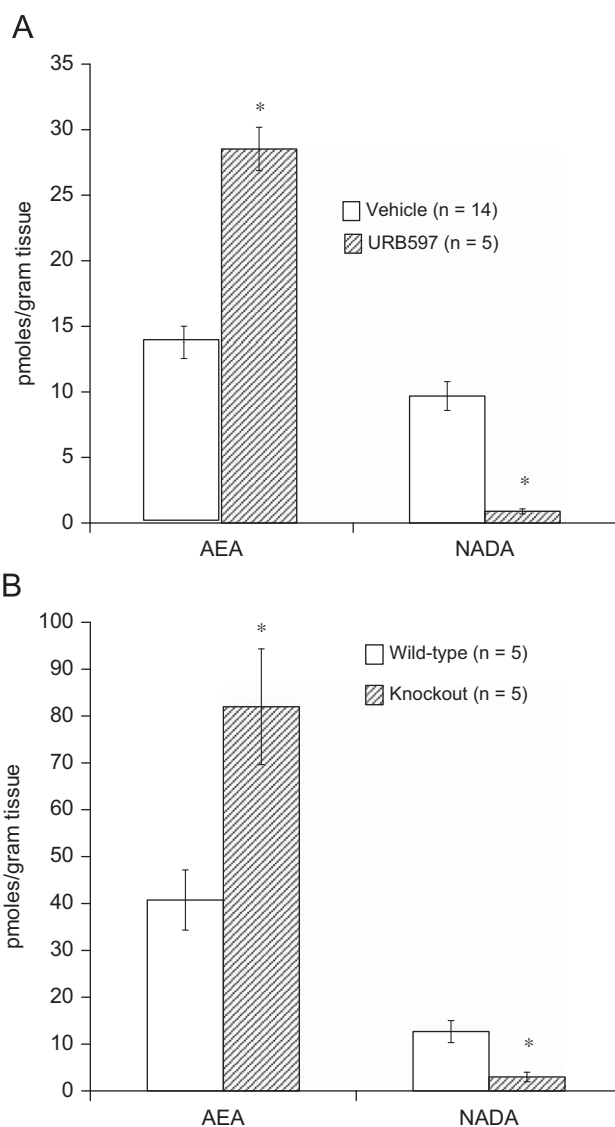 A
35
30
25
20
15
10
5
0
pmoles/gram tissue
*
*
Vehicle (n = 14)
URB597 (n = 5)
AEA
NADA
B
100
90
80
70
60
50
40
30
20
10
0
pmoles/gram tissue
*
*
Wild-type (n = 5)
Knockout (n = 5)
AEA
NADA